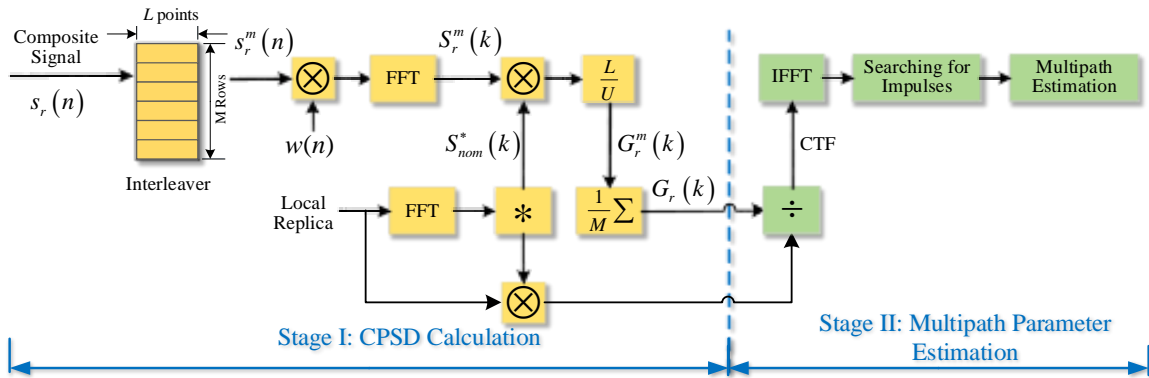 L points
Composite
Signal
s_r(n)
M Rows
Interleaver
s_r^m(n)
⊗
w(n)
FFT
S_r^m(k)
⊗
L/U
S_nom^*(k)
G_r^m(k)
Local
Replica
FFT
*
1/M Σ
G_r(k)
⊗
IFFT
Searching for
Impulses
Multipath
Estimation
CTF
÷
Stage I: CPSD Calculation
Stage II: Multipath Parameter
Estimation